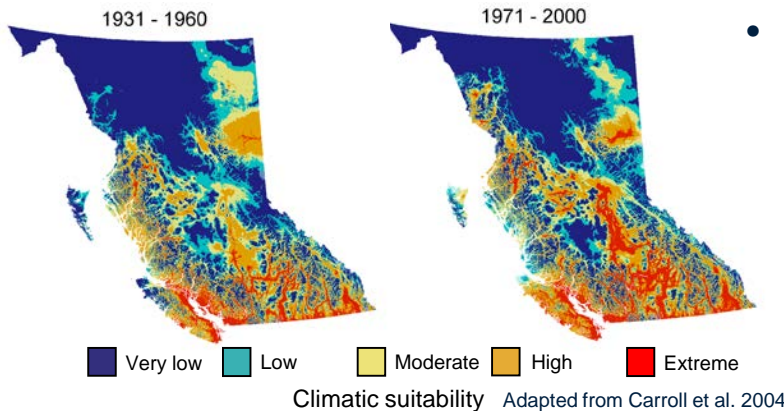 1931 - 1960
1971 - 2000
•
Very low Low Moderate High Extreme
Climatic suitability Adapted from Carroll et al. 2004